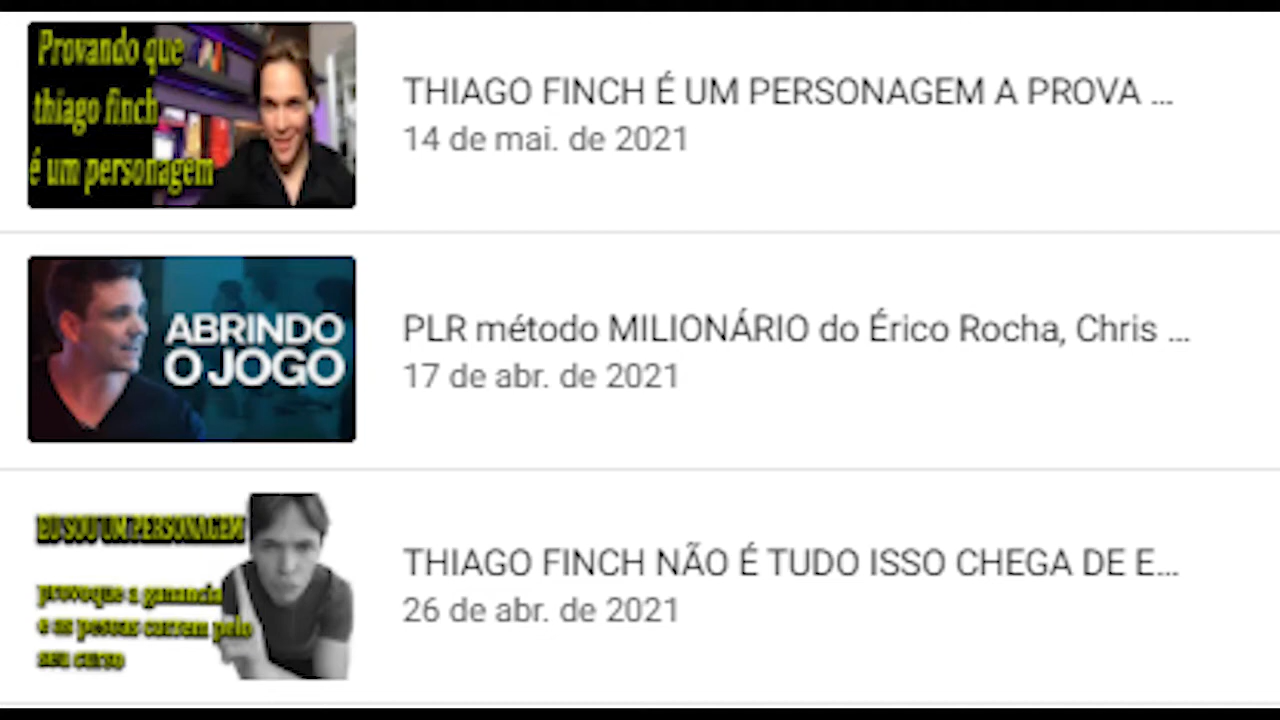 Provando que
thiago finch
é um personagem
THIAGO FINCH É UM PERSONAGEM A PROVA ...
14 de mai. de 2021
ABRINDO
O JOGO
PLR método MILIONÁRIO do Érico Rocha, Chris ...
17 de abr. de 2021
EU SOU UM PERSONAGEM
provoque a ganancia
e as pessoas correm pelo
seu curso
THIAGO FINCH NÃO É TUDO ISSO CHEGA DE E...
26 de abr. de 2021